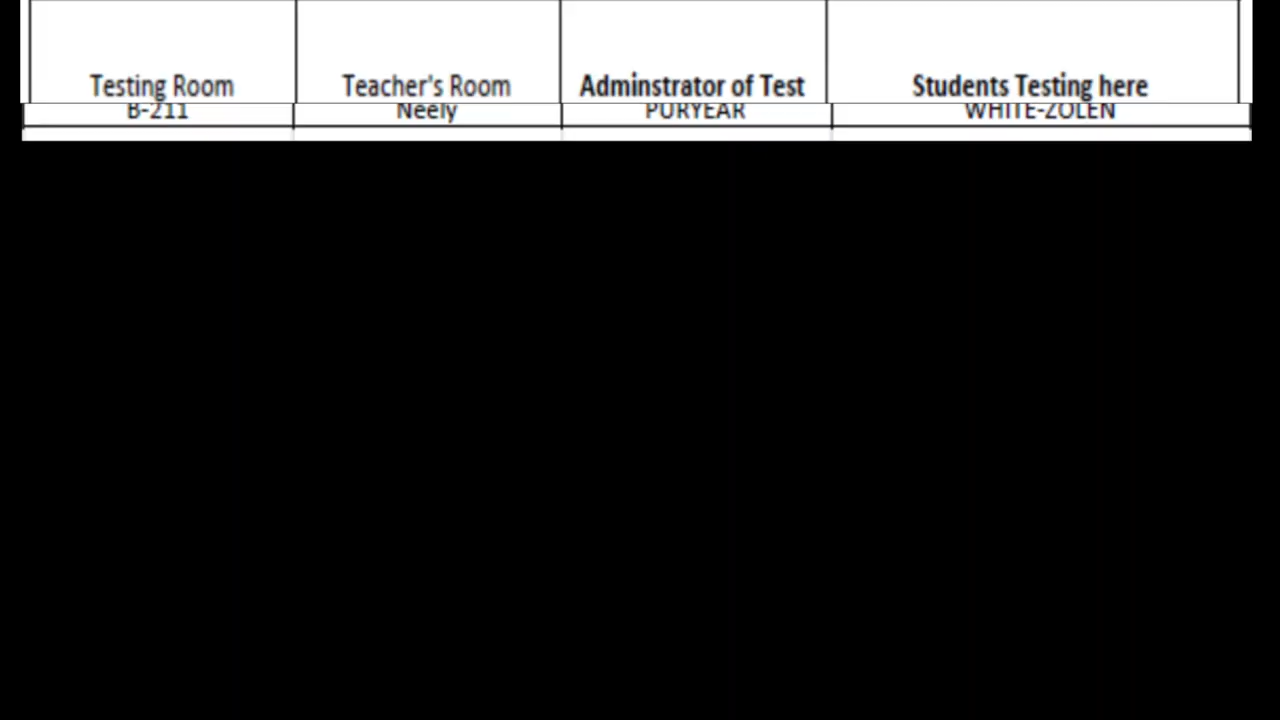 Testing Room Teacher's Room Adminstrator of Test Students Testing here
B-211 Neely PURYEAR WHITE-ZOLEN